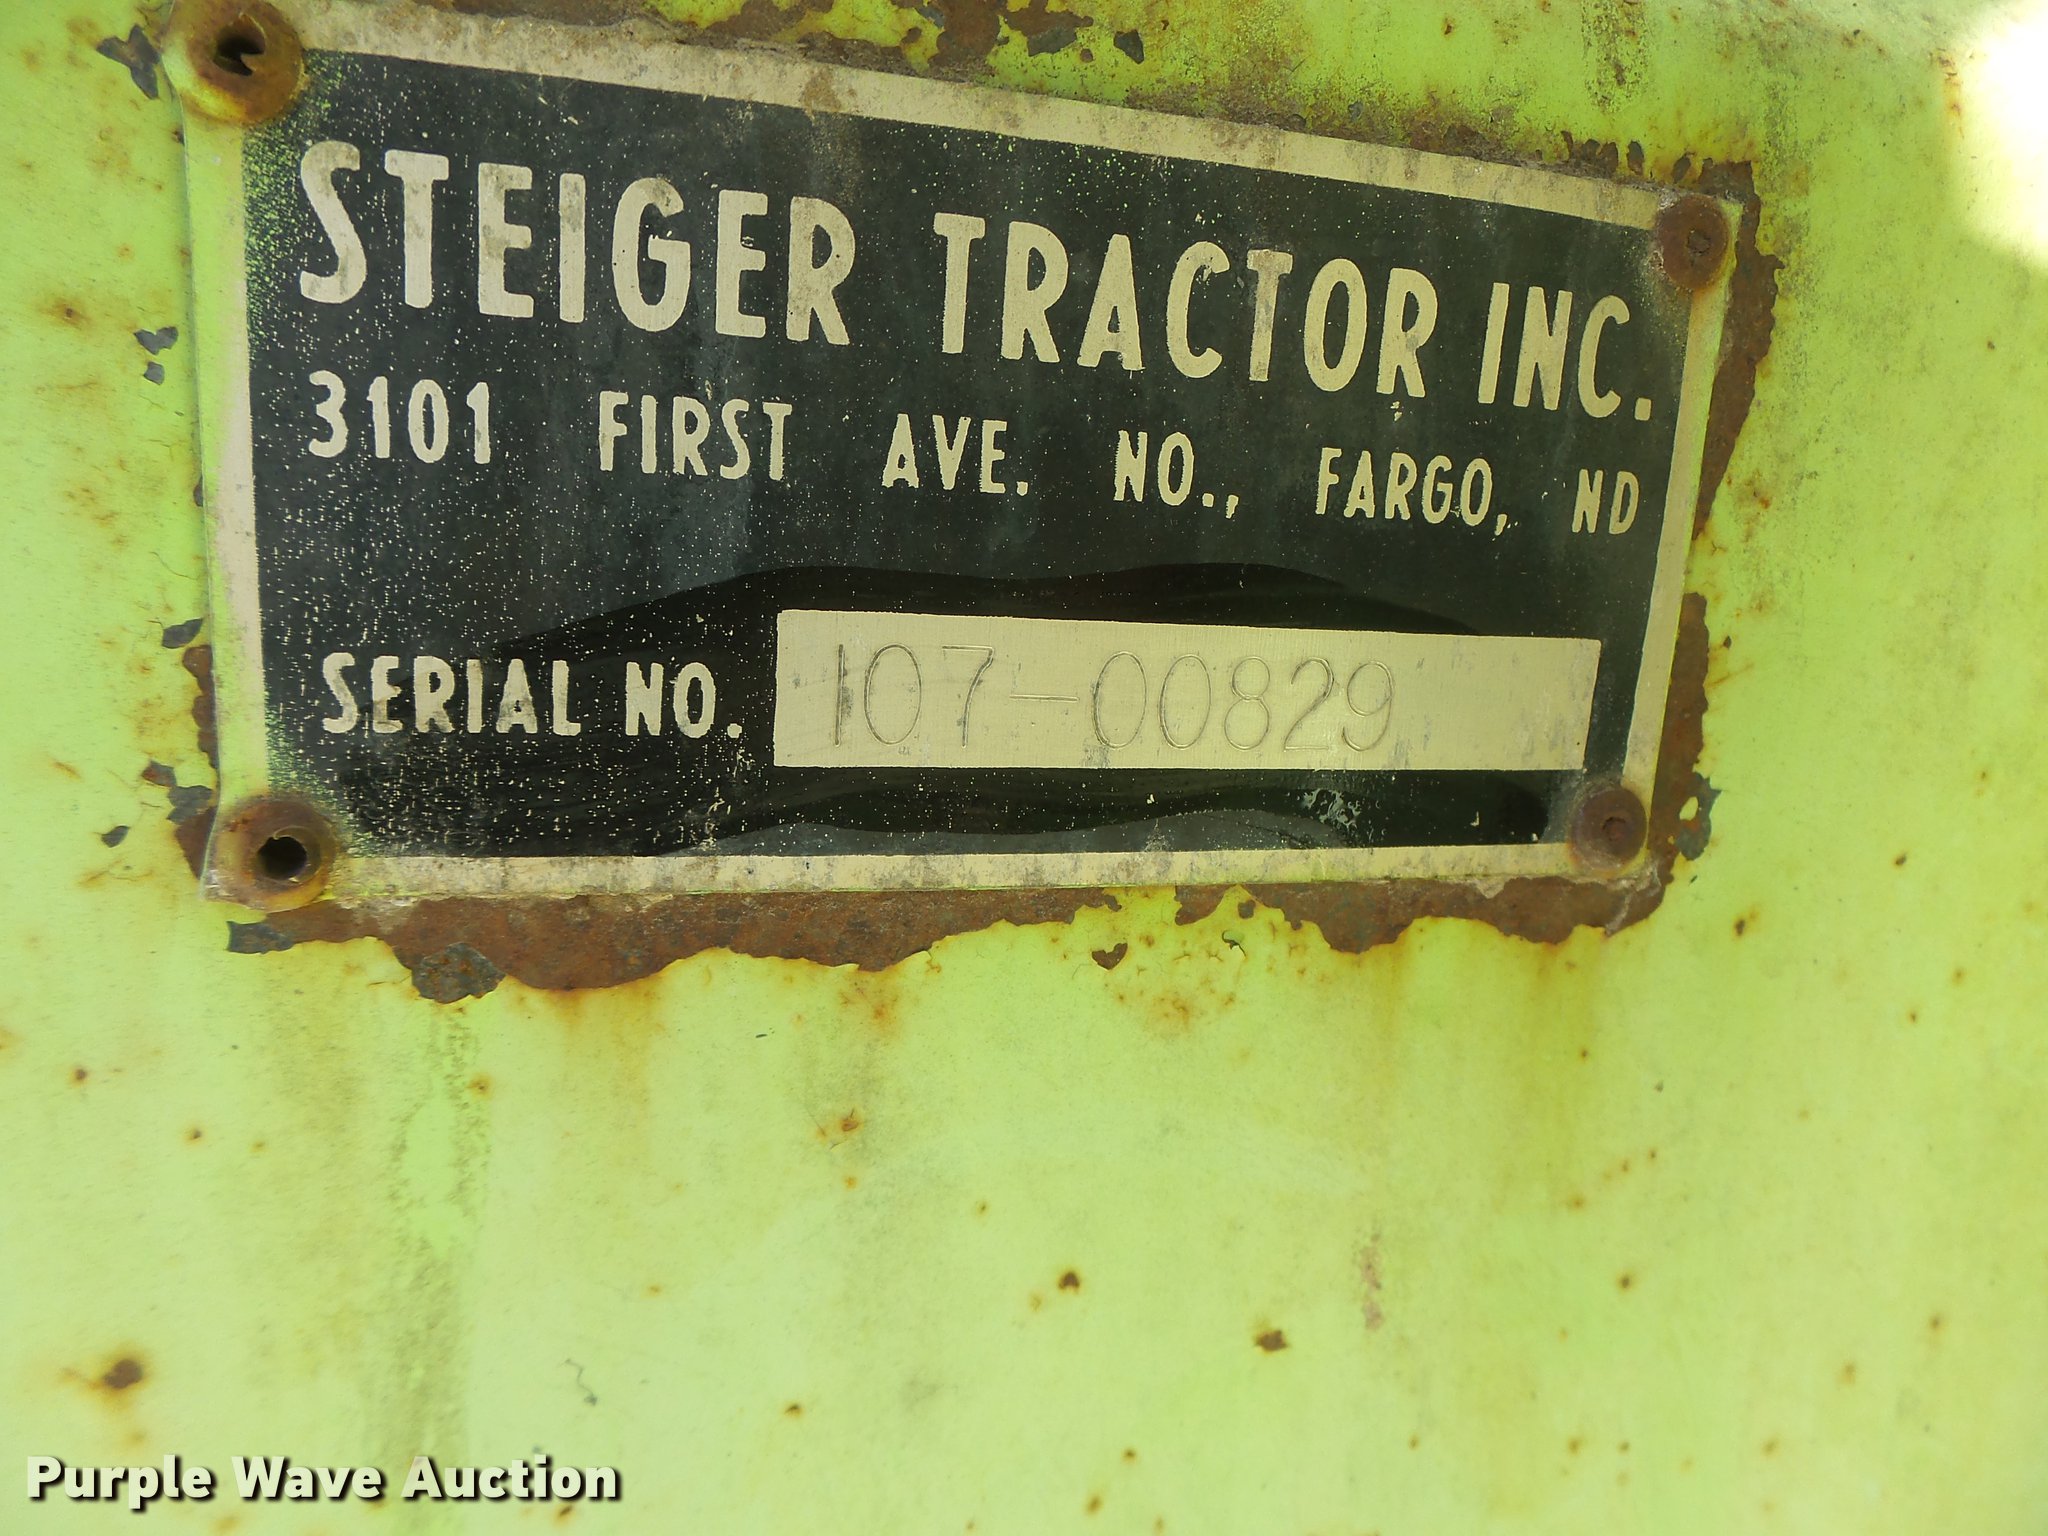 STEIGER TRACTOR INC.
3101 FIRST AVE. NO., FARGO, ND
SERIAL NO. 107-00829
Purple Wave Auction